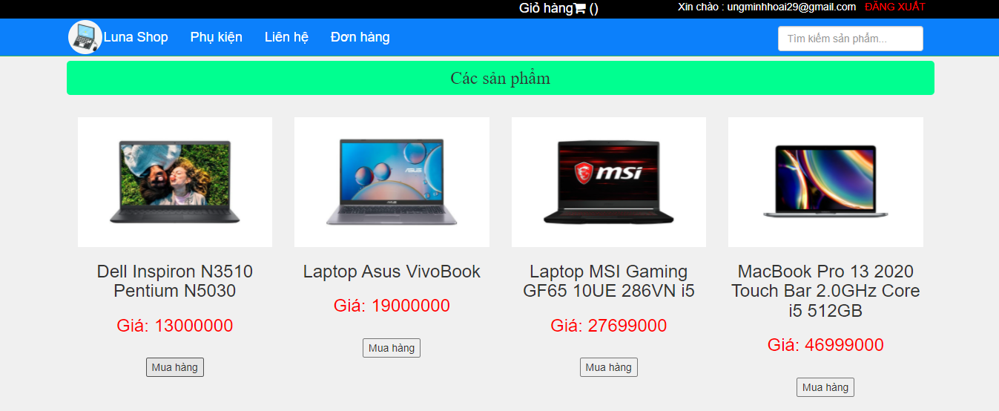 Giỏ hàng ()
Xin chào : ungminhhoai29@gmail.com ĐĂNG XUẤT
Luna Shop Phụ kiện Liên hệ Đơn hàng
Tìm kiếm sản phẩm...
Các sản phẩm
ASUS
msi
Dell Inspiron N3510
Pentium N5030
Giá: 13000000
Mua hàng
Laptop Asus VivoBook
Giá: 19000000
Mua hàng
Laptop MSI Gaming
GF65 10UE 286VN i5
Giá: 27699000
Mua hàng
MacBook Pro 13 2020
Touch Bar 2.0GHz Core
i5 512GB
Giá: 46999000
Mua hàng